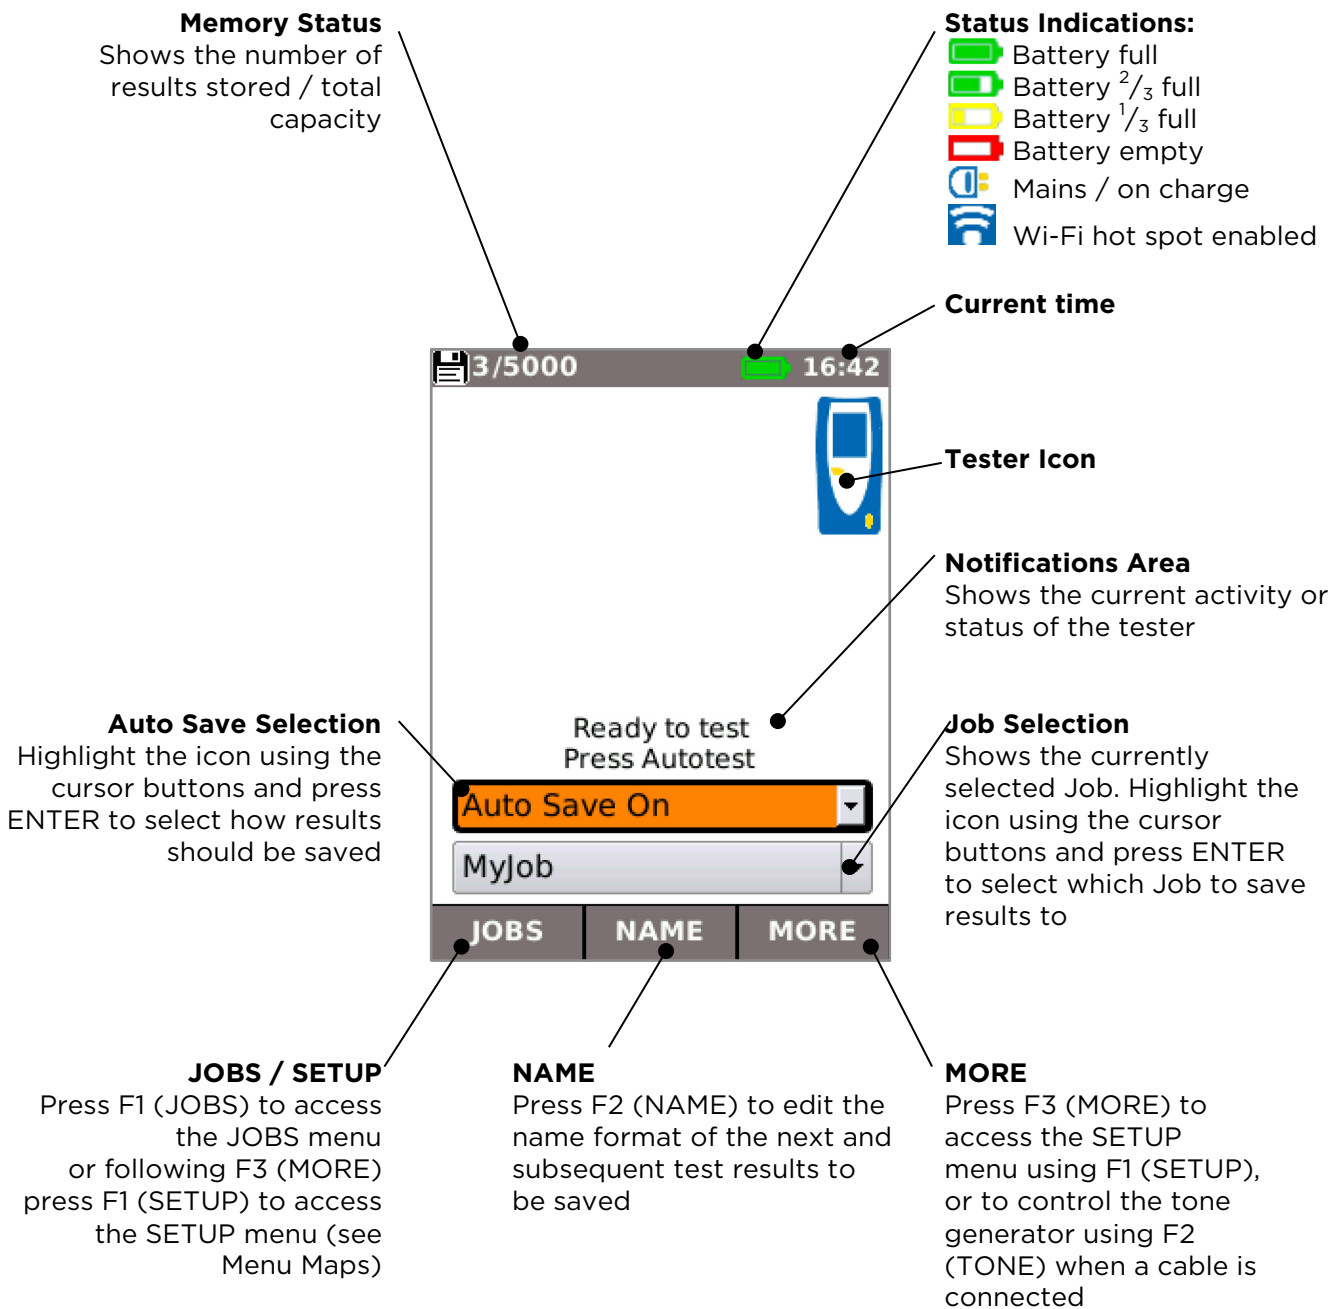 Memory Status
Shows the number of
results stored / total
capacity
Status Indications:
Battery full
Battery 2/3 full
Battery 1/3 full
Battery empty
Mains / on charge
Wi-Fi hot spot enabled
Current time
3/5000
16:42
Tester Icon
Notifications Area
Shows the current activity or
status of the tester
Auto Save Selection
Highlight the icon using the
cursor buttons and press
ENTER to select how results
should be saved
Ready to test
Press Autotest
Auto Save On
MyJob
JOBS
NAME
MORE
Job Selection
Shows the currently
selected Job. Highlight the
icon using the cursor
buttons and press ENTER
to select which Job to save
results to
JOBS / SETUP
Press F1 (JOBS) to access
the JOBS menu
or following F3 (MORE)
press F1 (SETUP) to access
the SETUP menu (see
Menu Maps)
NAME
Press F2 (NAME) to edit the
name format of the next and
subsequent test results to
be saved
MORE
Press F3 (MORE) to
access the SETUP
menu using F1 (SETUP),
or to control the tone
generator using F2
(TONE) when a cable is
connected